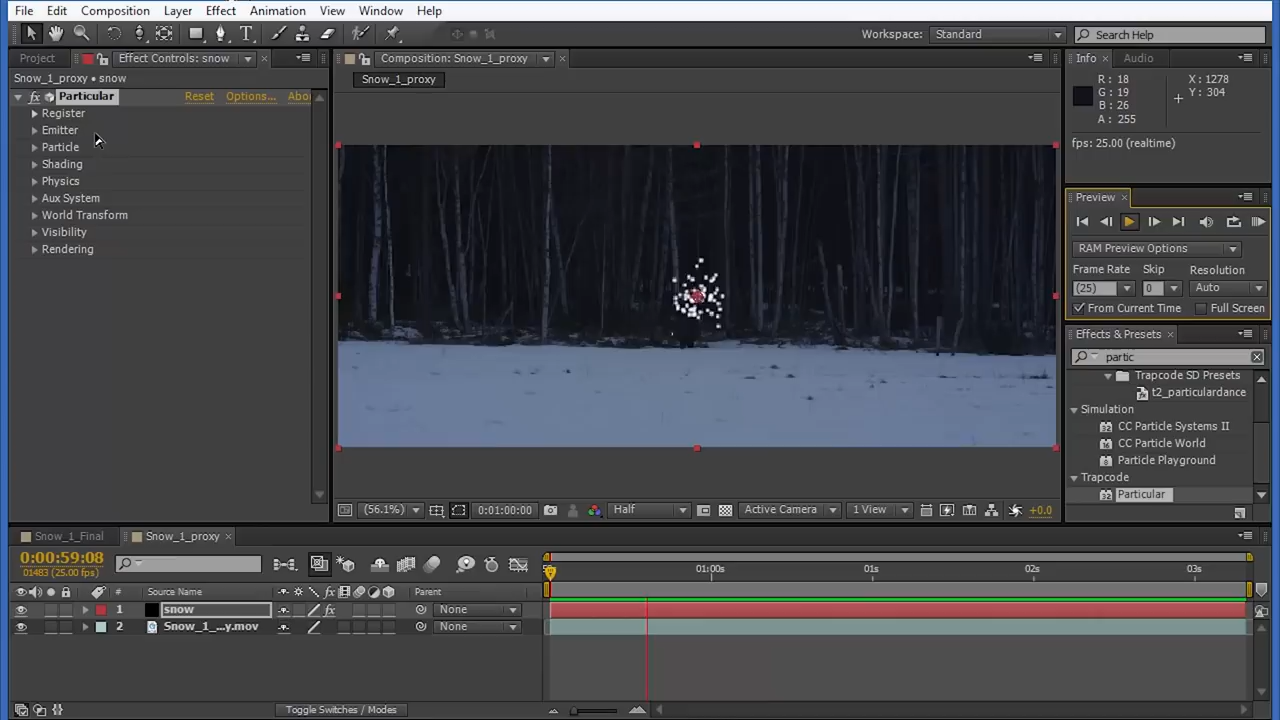 File Edit Composition Layer Effect Animation View Window Help
Workspace: Standard Search Help
Project Effect Controls: snow
Snow_1_proxy • snow
fx Particular Reset Options... Abo
Register
Emitter
Particle
Shading
Physics
Aux System
World Transform
Visibility
Rendering
Composition: Snow_1_proxy
Snow_1_proxy
(56.1%) 0:01:00:00 Half Active Camera 1 View +0.0
Info Audio
R : 18 X : 1278
G : 19 Y : 304
B : 26
A : 255
fps: 25.00 (realtime)
Preview
RAM Preview Options
Frame Rate Skip Resolution
(25) 0 Auto
From Current Time Full Screen
Effects & Presets
partic
Trapcode SD Presets
t2_particulardance
Simulation
CC Particle Systems II
CC Particle World
Particle Playground
Trapcode
Particular
Snow_1_Final Snow_1_proxy
0:00:59:08
01483 (25.00 fps)
# Source Name fx Parent
1 snow fx None
2 Snow_1_...y.mov None
01:00s 01s 02s 03s
Toggle Switches / Modes